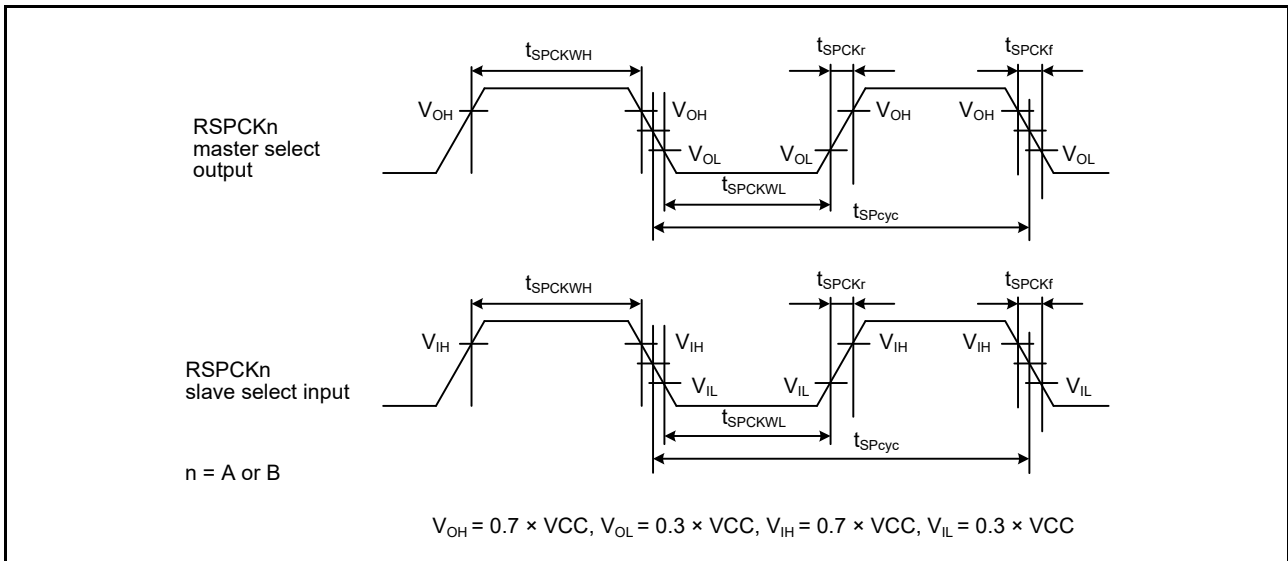 tSPCKWH
tSPCKr
tSPCKf
RSPCKn
master select
output
VOH
VOH
VOL
VOL
VOH
VOH
VOL
tSPCKWL
tSPcyc
tSPCKWH
tSPCKr
tSPCKf
RSPCKn
slave select input
VIH
VIH
VIL
VIL
VIH
VIH
VIL
tSPCKWL
tSPcyc
n = A or B
VOH = 0.7 × VCC, VOL = 0.3 × VCC, VIH = 0.7 × VCC, VIL = 0.3 × VCC